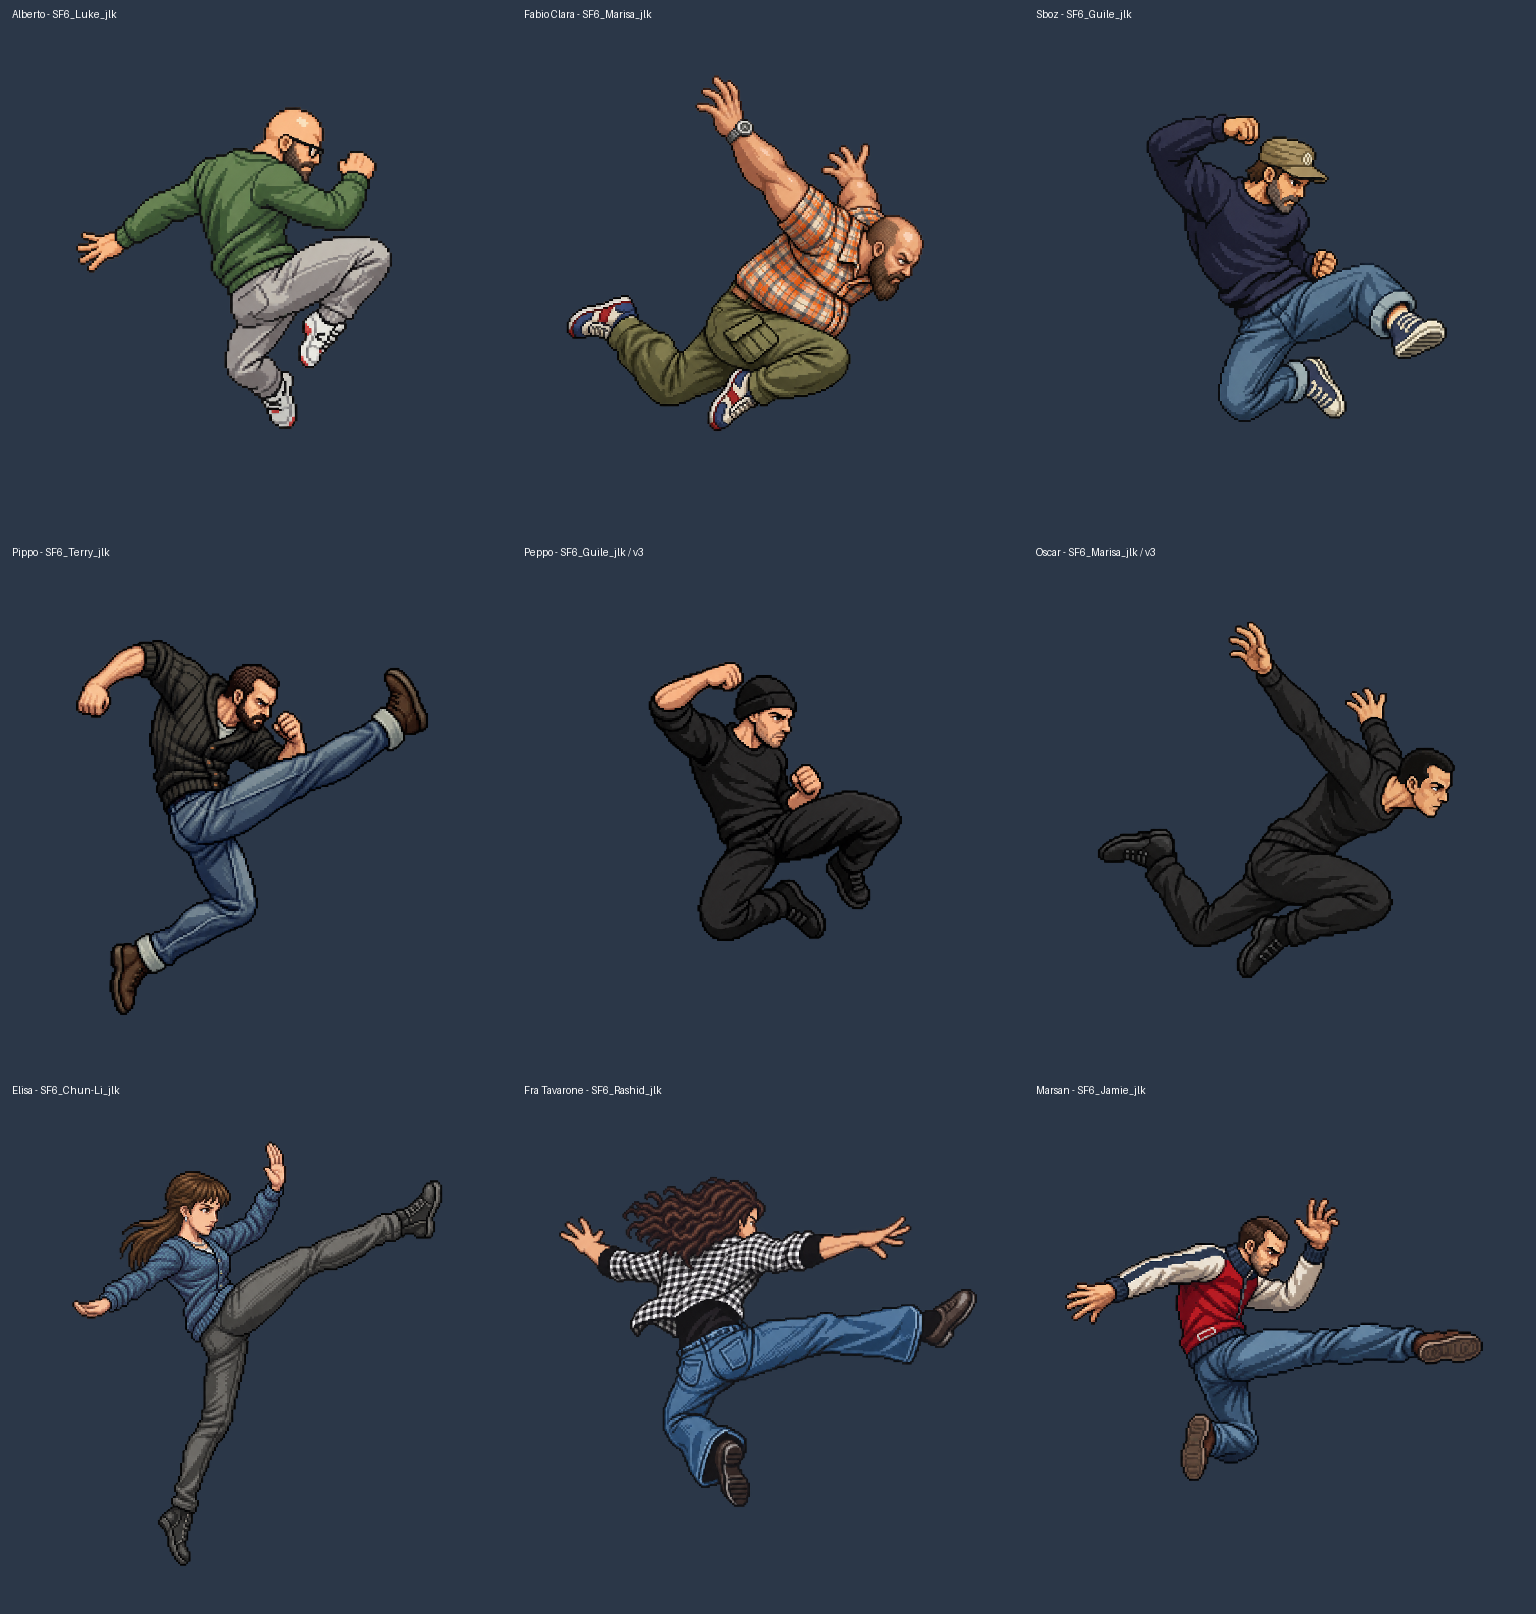 Alberto - SF6_Luke_jlk
Fabio Clara - SF6_Marisa_jlk
Sboz - SF6_Guile_jlk
Pippo - SF6_Terry_jlk
Peppo - SF6_Guile_jlk / v3
Oscar - SF6_Marisa_jlk / v3
Elisa - SF6_Chun-Li_jlk
Fra Tavarone - SF6_Rashid_jlk
Marsan - SF6_Jamie_jlk